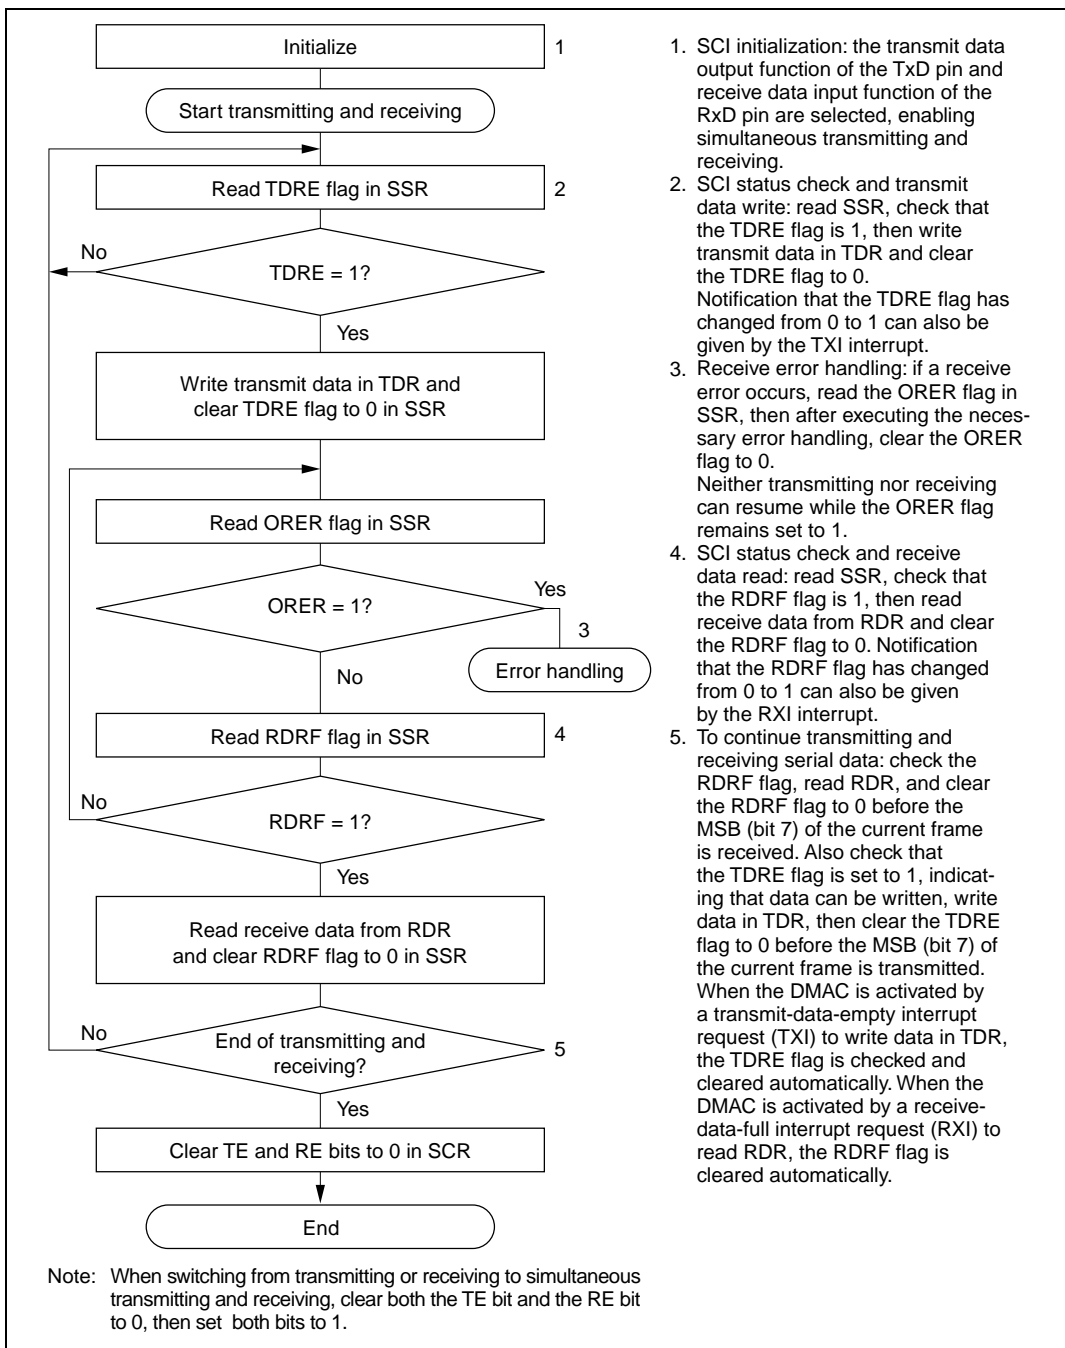 Initialize
1
Start transmitting and receiving
Read TDRE flag in SSR
2
No
TDRE = 1?
Yes
Write transmit data in TDR and
clear TDRE flag to 0 in SSR
Read ORER flag in SSR
Yes
ORER = 1?
3
Error handling
No
Read RDRF flag in SSR
4
No
RDRF = 1?
Yes
Read receive data from RDR
and clear RDRF flag to 0 in SSR
No
End of transmitting and
receiving?
5
Yes
Clear TE and RE bits to 0 in SCR
End
1. SCI initialization: the transmit data
output function of the TxD pin and
receive data input function of the
RxD pin are selected, enabling
simultaneous transmitting and
receiving.
2. SCI status check and transmit
data write: read SSR, check that
the TDRE flag is 1, then write
transmit data in TDR and clear
the TDRE flag to 0.
Notification that the TDRE flag has
changed from 0 to 1 can also be
given by the TXI interrupt.
3. Receive error handling: if a receive
error occurs, read the ORER flag in
SSR, then after executing the neces-
sary error handling, clear the ORER
flag to 0.
Neither transmitting nor receiving
can resume while the ORER flag
remains set to 1.
4. SCI status check and receive
data read: read SSR, check that
the RDRF flag is 1, then read
receive data from RDR and clear
the RDRF flag to 0. Notification
that the RDRF flag has changed
from 0 to 1 can also be given
by the RXI interrupt.
5. To continue transmitting and
receiving serial data: check the
RDRF flag, read RDR, and clear
the RDRF flag to 0 before the
MSB (bit 7) of the current frame
is received. Also check that
the TDRE flag is set to 1, indicat-
ing that data can be written, write
data in TDR, then clear the TDRE
flag to 0 before the MSB (bit 7) of
the current frame is transmitted.
When the DMAC is activated by
a transmit-data-empty interrupt
request (TXI) to write data in TDR,
the TDRE flag is checked and
cleared automatically. When the
DMAC is activated by a receive-
data-full interrupt request (RXI) to
read RDR, the RDRF flag is
cleared automatically.
Note: When switching from transmitting or receiving to simultaneous
transmitting and receiving, clear both the TE bit and the RE bit
to 0, then set both bits to 1.